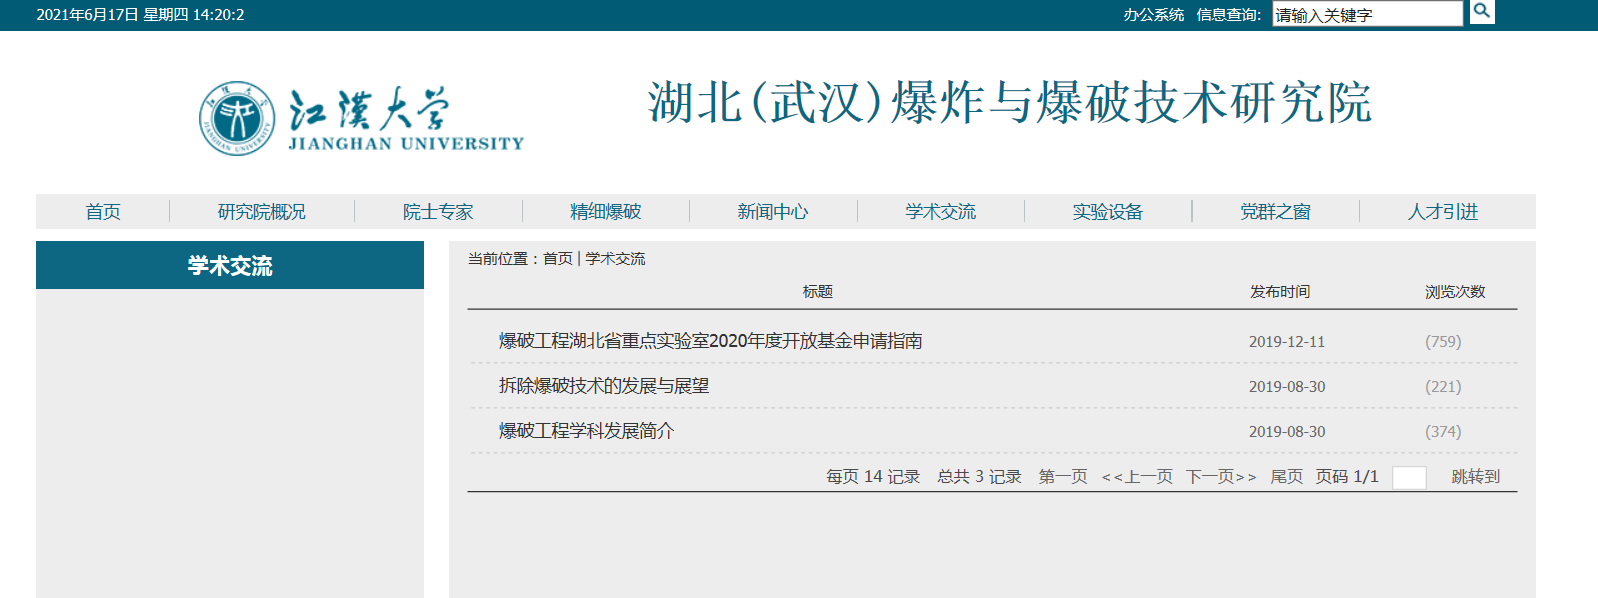 2021年6月17日 星期四 14:20:2 办公系统 信息查询: 请输入关键字
江漢大学
JIANGHAN UNIVERSITY
湖北(武汉)爆炸与爆破技术研究院
首页 研究院概况 院士专家 精细爆破 新闻中心 学术交流 实验设备 党群之窗 人才引进
学术交流
当前位置：首页 | 学术交流
标题 发布时间 浏览次数
爆破工程湖北省重点实验室2020年度开放基金申请指南 2019-12-11 (759)
拆除爆破技术的发展与展望 2019-08-30 (221)
爆破工程学科发展简介 2019-08-30 (374)
每页 14 记录 总共 3 记录 第一页 <<上一页 下一页>> 尾页 页码 1/1 跳转到